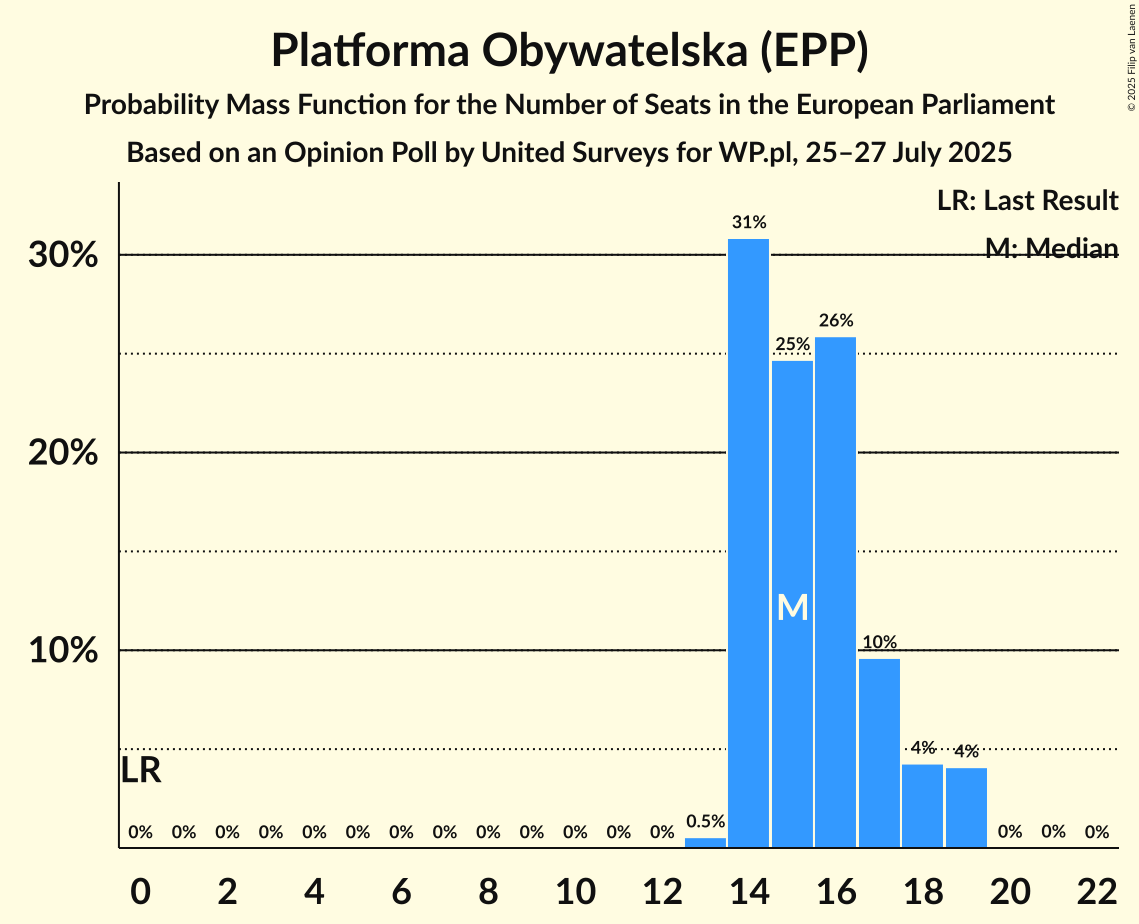 Platforma Obywatelska (EPP)
Probability Mass Function for the Number of Seats in the European Parliament
Based on an Opinion Poll by United Surveys for WP.pl, 25–27 July 2025
© 2025 Filip van Laenen
LR: Last Result
M: Median
30%
20%
10%
31%
25%
26%
10%
4%
4%
M
LR
0% 0% 0% 0% 0% 0% 0% 0% 0% 0% 0% 0% 0% 0.5% 0% 0% 0%
0 2 4 6 8 10 12 14 16 18 20 22